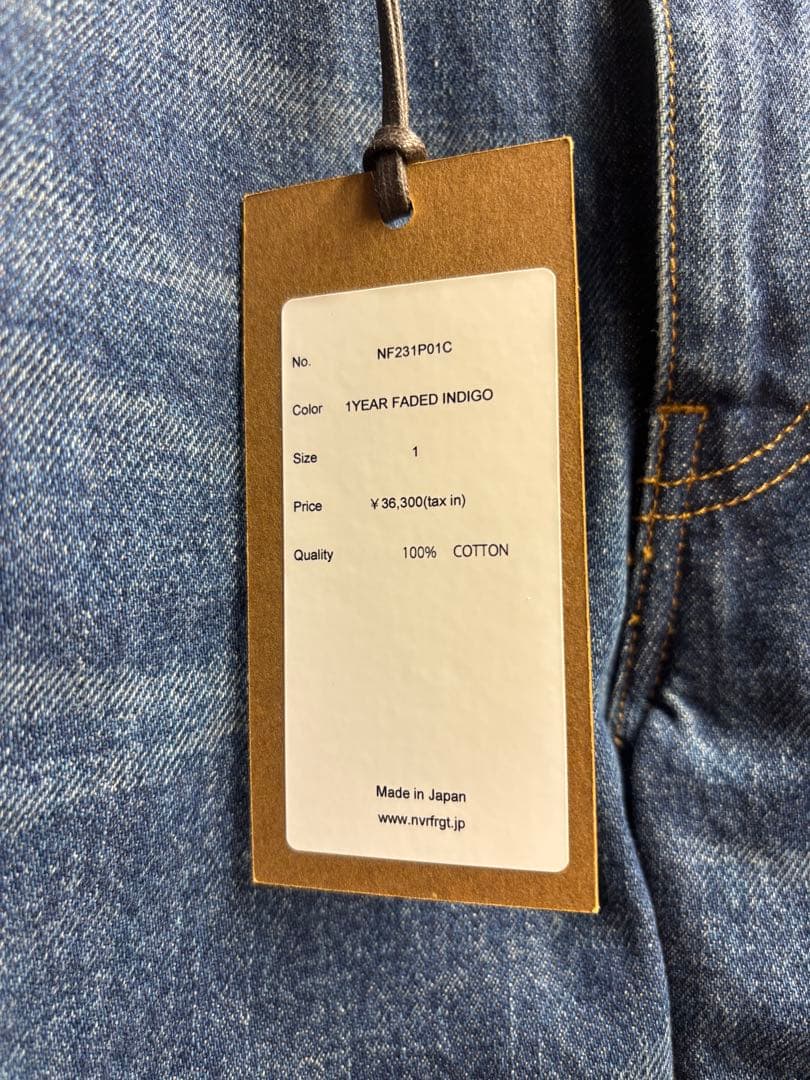 No. NF231P01C
Color 1YEAR FADED INDIGO
Size 1
Price ¥36,300(tax in)
Quality 100% COTTON
Made in Japan
www.nvrfrgt.jp